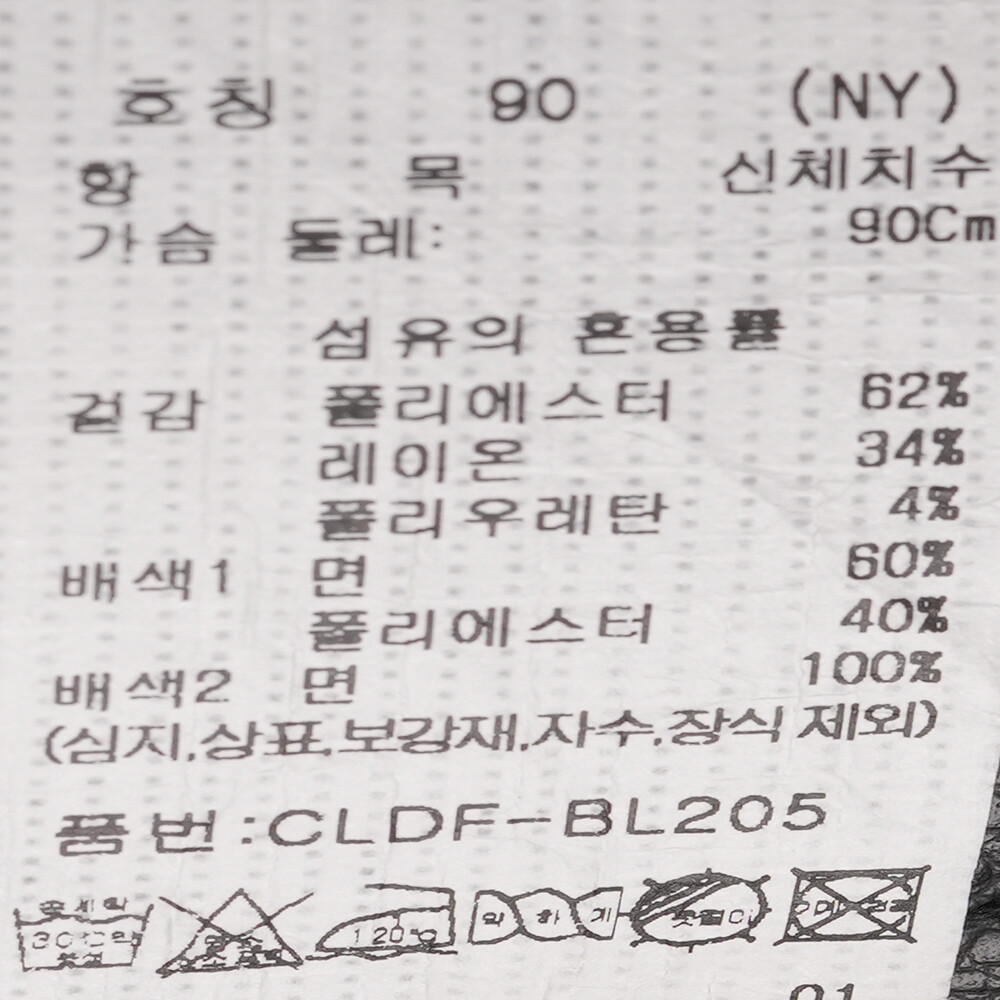 호칭 90 (NY)
항 목 신체치수
가슴 둘레: 90Cm
섬유의 혼용률
겉감 폴리에스터 62%
레이온 34%
폴리우레탄 4%
배색1 면 60%
폴리에스터 40%
배색2 면 100%
(심지,상표,보강재,자수,장식 제외)
품번:CLDF-BL205
약 하 게
120℃